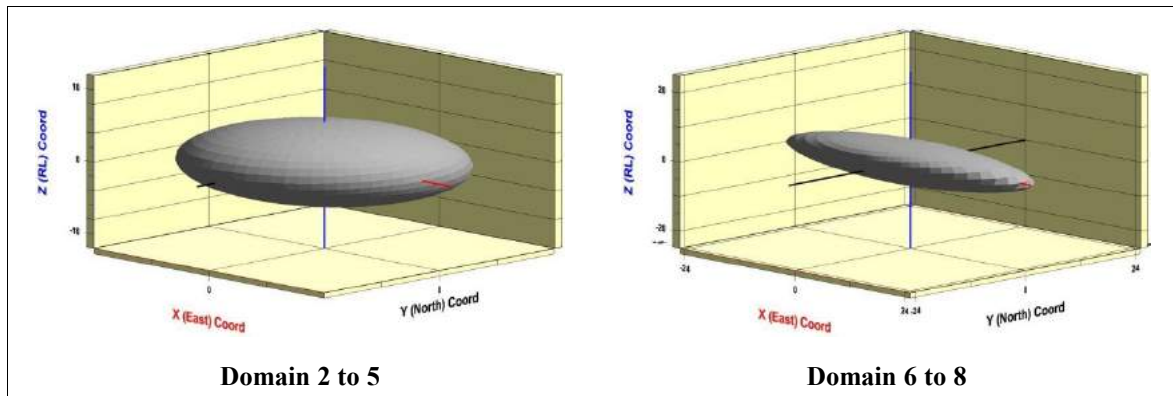 Z (RL) Coord
10
0
-10
0
X (East) Coord
0
Y (North) Coord
Domain 2 to 5
Z (RL) Coord
20
0
-20
-24
0
X (East) Coord
24
-24
0
Y (North) Coord
24
Domain 6 to 8